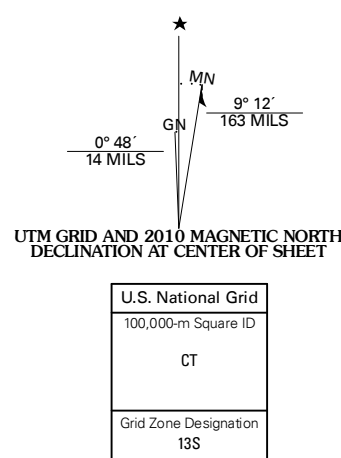 MN
GN
9° 12´
163 MILS
0° 48´
14 MILS
UTM GRID AND 2010 MAGNETIC NORTH
DECLINATION AT CENTER OF SHEET
U.S. National Grid
100,000-m Square ID
CT
Grid Zone Designation
13S